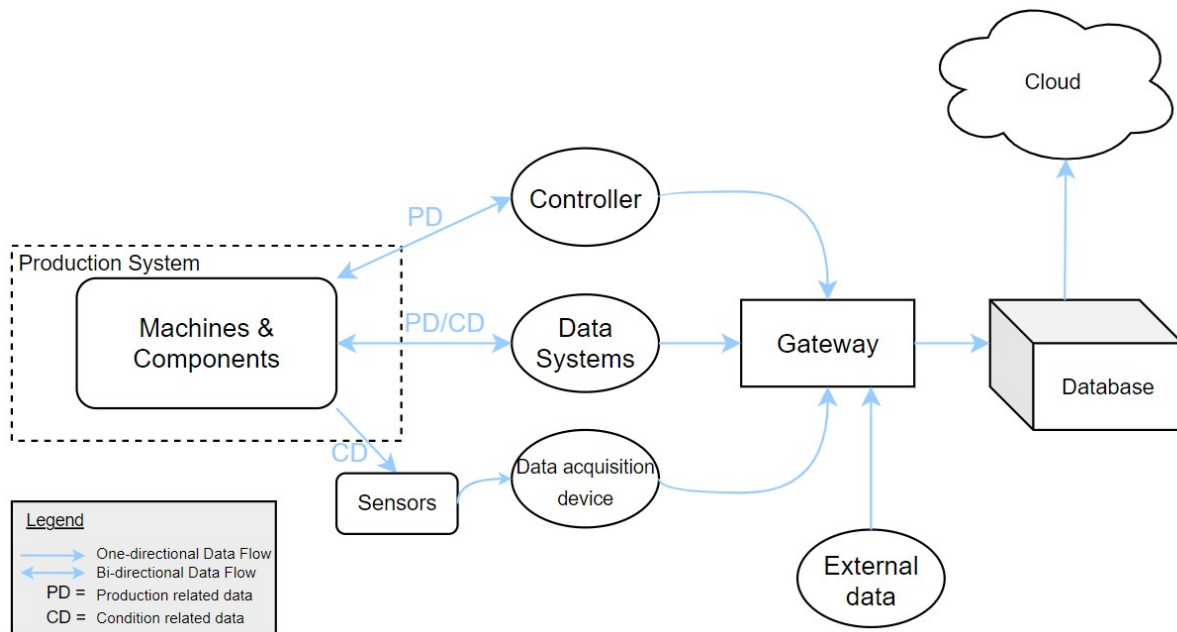 Cloud
Controller
PD
Production System
Machines &
Components
PD/CD
Data
Systems
Gateway
Database
CD
Sensors
Data acquisition
device
External
data
Legend
One-directional Data Flow
Bi-directional Data Flow
PD = Production related data
CD = Condition related data